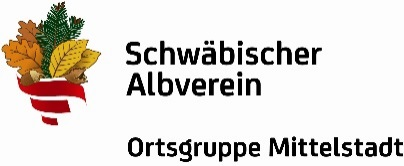 Schwäbischer
Albverein
Ortsgruppe Mittelstadt